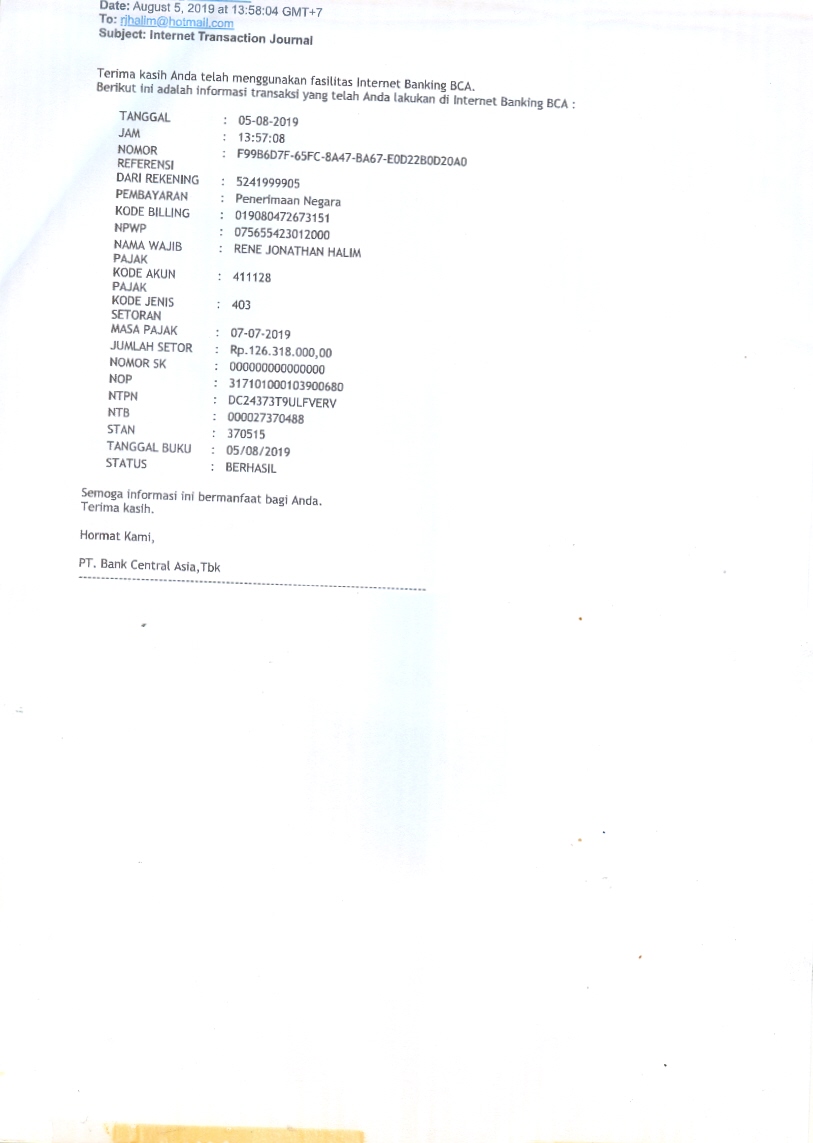 Date: August 5, 2019 at 13:58:04 GMT+7
To: rjhalim@hotmail.com
Subject: Internet Transaction Journal
Terima kasih Anda telah menggunakan fasilitas Internet Banking BCA.
Berikut ini adalah informasi transaksi yang telah Anda lakukan di Internet Banking BCA :
TANGGAL : 05-08-2019
JAM : 13:57:08
NOMOR REFERENSI : F99B6D7F-65FC-8A47-BA67-E0D22B0D20A0
DARI REKENING : 5241999905
PEMBAYARAN : Penerimaan Negara
KODE BILLING : 019080472673151
NPWP : 075655423012000
NAMA WAJIB PAJAK : RENE JONATHAN HALIM
KODE AKUN PAJAK : 411128
KODE JENIS SETORAN : 403
MASA PAJAK : 07-07-2019
JUMLAH SETOR : Rp.126.318.000,00
NOMOR SK : 000000000000000
NOP : 317101000103900680
NTPN : DC24373T9ULFVERV
NTB : 000027370488
STAN : 370515
TANGGAL BUKU : 05/08/2019
STATUS : BERHASIL
Semoga informasi ini bermanfaat bagi Anda.
Terima kasih.
Hormat Kami,
PT. Bank Central Asia,Tbk